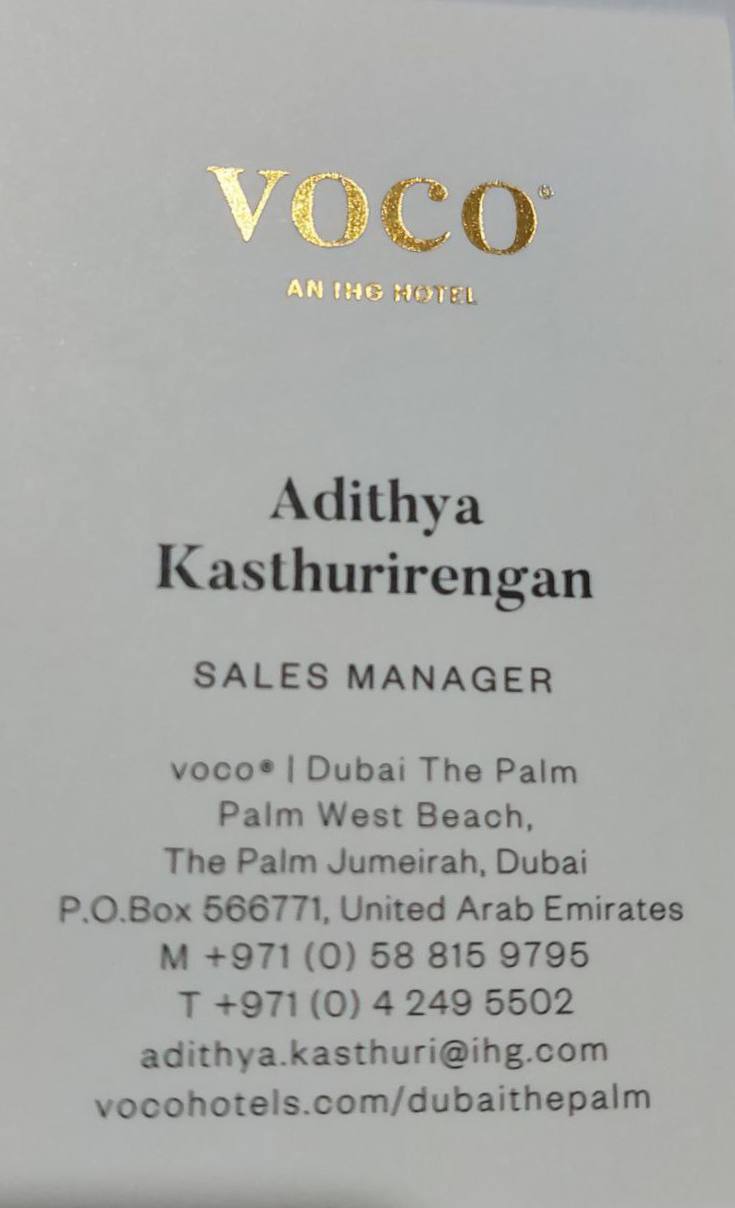 VOCO®
AN IHG HOTEL
Adithya
Kasthurirengan
SALES MANAGER
voco® | Dubai The Palm
Palm West Beach,
The Palm Jumeirah, Dubai
P.O.Box 566771, United Arab Emirates
M +971 (0) 58 815 9795
T +971 (0) 4 249 5502
adithya.kasthuri@ihg.com
vocohotels.com/dubaithepalm